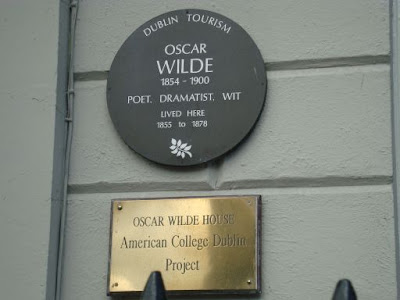 DUBLIN TOURISM
OSCAR
WILDE
1854 - 1900
POET, DRAMATIST, WIT
LIVED HERE
1855 to 1878
OSCAR WILDE HOUSE
American College Dublin
Project